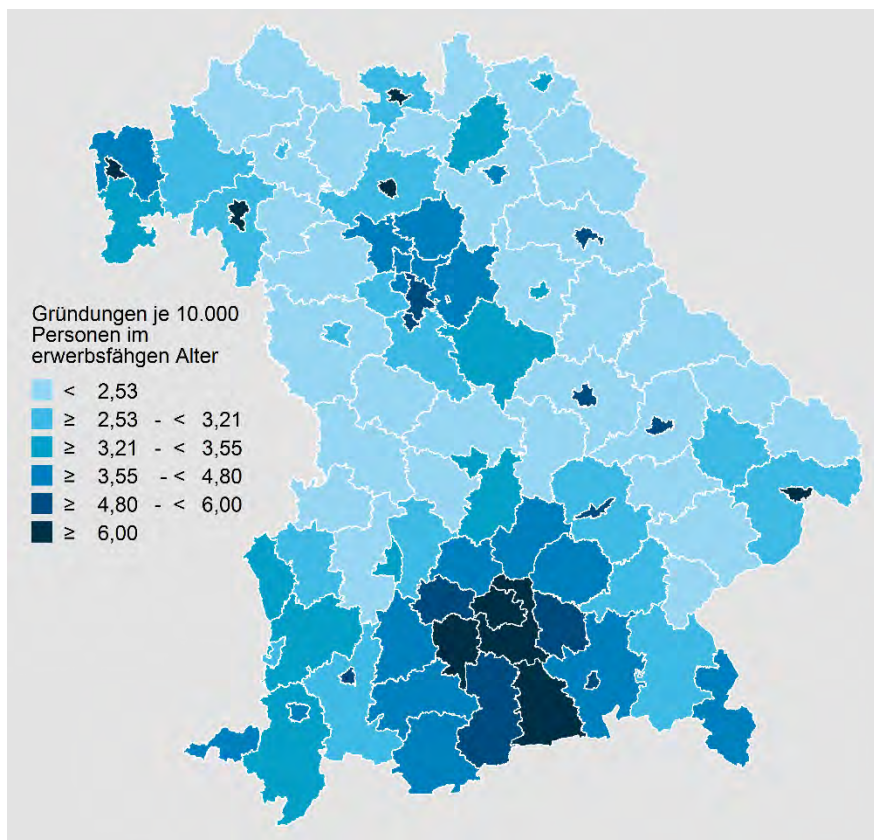 Gründungen je 10.000
Personen im
erwerbsfähgen Alter
< 2,53
≥ 2,53 - < 3,21
≥ 3,21 - < 3,55
≥ 3,55 - < 4,80
≥ 4,80 - < 6,00
≥ 6,00